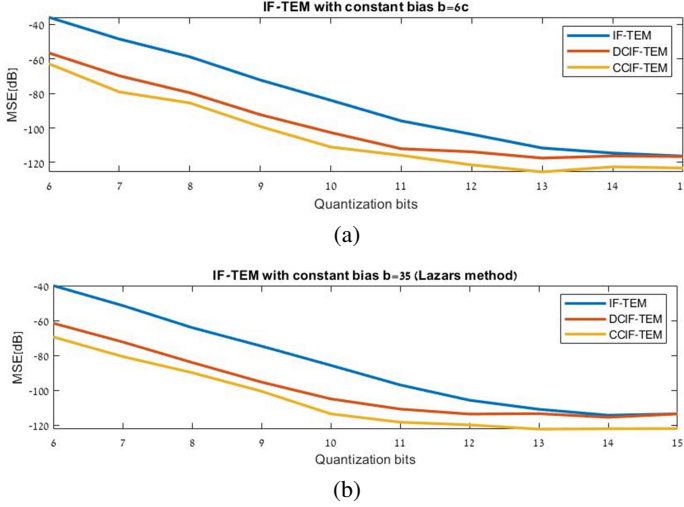 IF-TEM with constant bias b=6c
-40
-60
-80
-100
-120
MSE[dB]
IF-TEM
DCIF-TEM
CCIF-TEM
6 7 8 9 10 11 12 13 14 1
Quantization bits
(a)
IF-TEM with constant bias b=35 (Lazars method)
-40
-60
-80
-100
-120
MSE[dB]
IF-TEM
DCIF-TEM
CCIF-TEM
6 7 8 9 10 11 12 13 14 15
Quantization bits
(b)